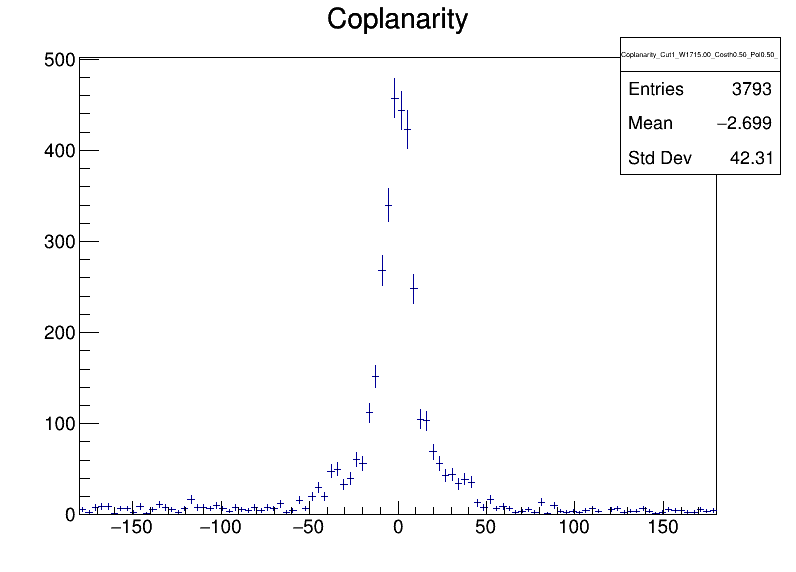 Coplanarity
Coplanarity_Cut1_W1715.00_Costh0.50_Pol0.50_
Entries 3793
Mean −2.699
Std Dev 42.31
500
400
300
200
100
0
−150 −100 −50 0 50 100 150